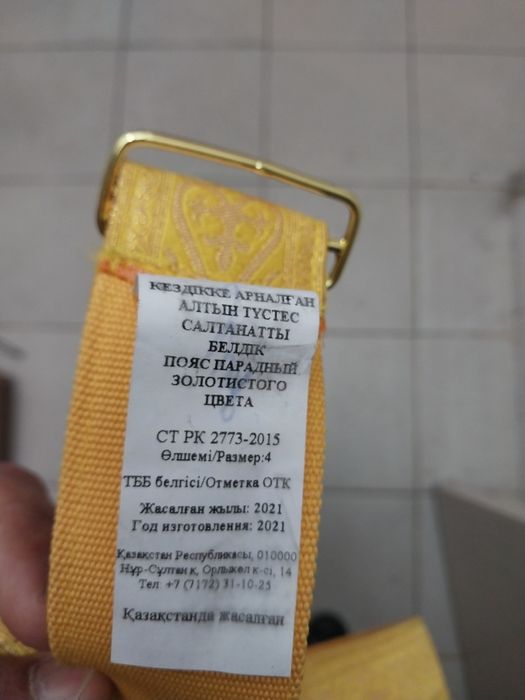 КЕЗДІККЕ АРНАЛҒАН
АЛТЫН ТҮСТЕС
САЛТАНАТТЫ
БЕЛДІК
ПОЯС ПАРАДНЫЙ
ЗОЛОТИСТОГО
ЦВЕТА
СТ РК 2773-2015
Өлшемі/Размер:4
ТББ белгісі/Отметка ОТК
Жасалған жылы: 2021
Год изготовления: 2021
Қазақстан Республикасы, 010000
Нұр-Сұлтан қ, Орлыкөл к-сі, 14
Тел: +7 (7172) 31-10-25
Қазақстанда жасалған